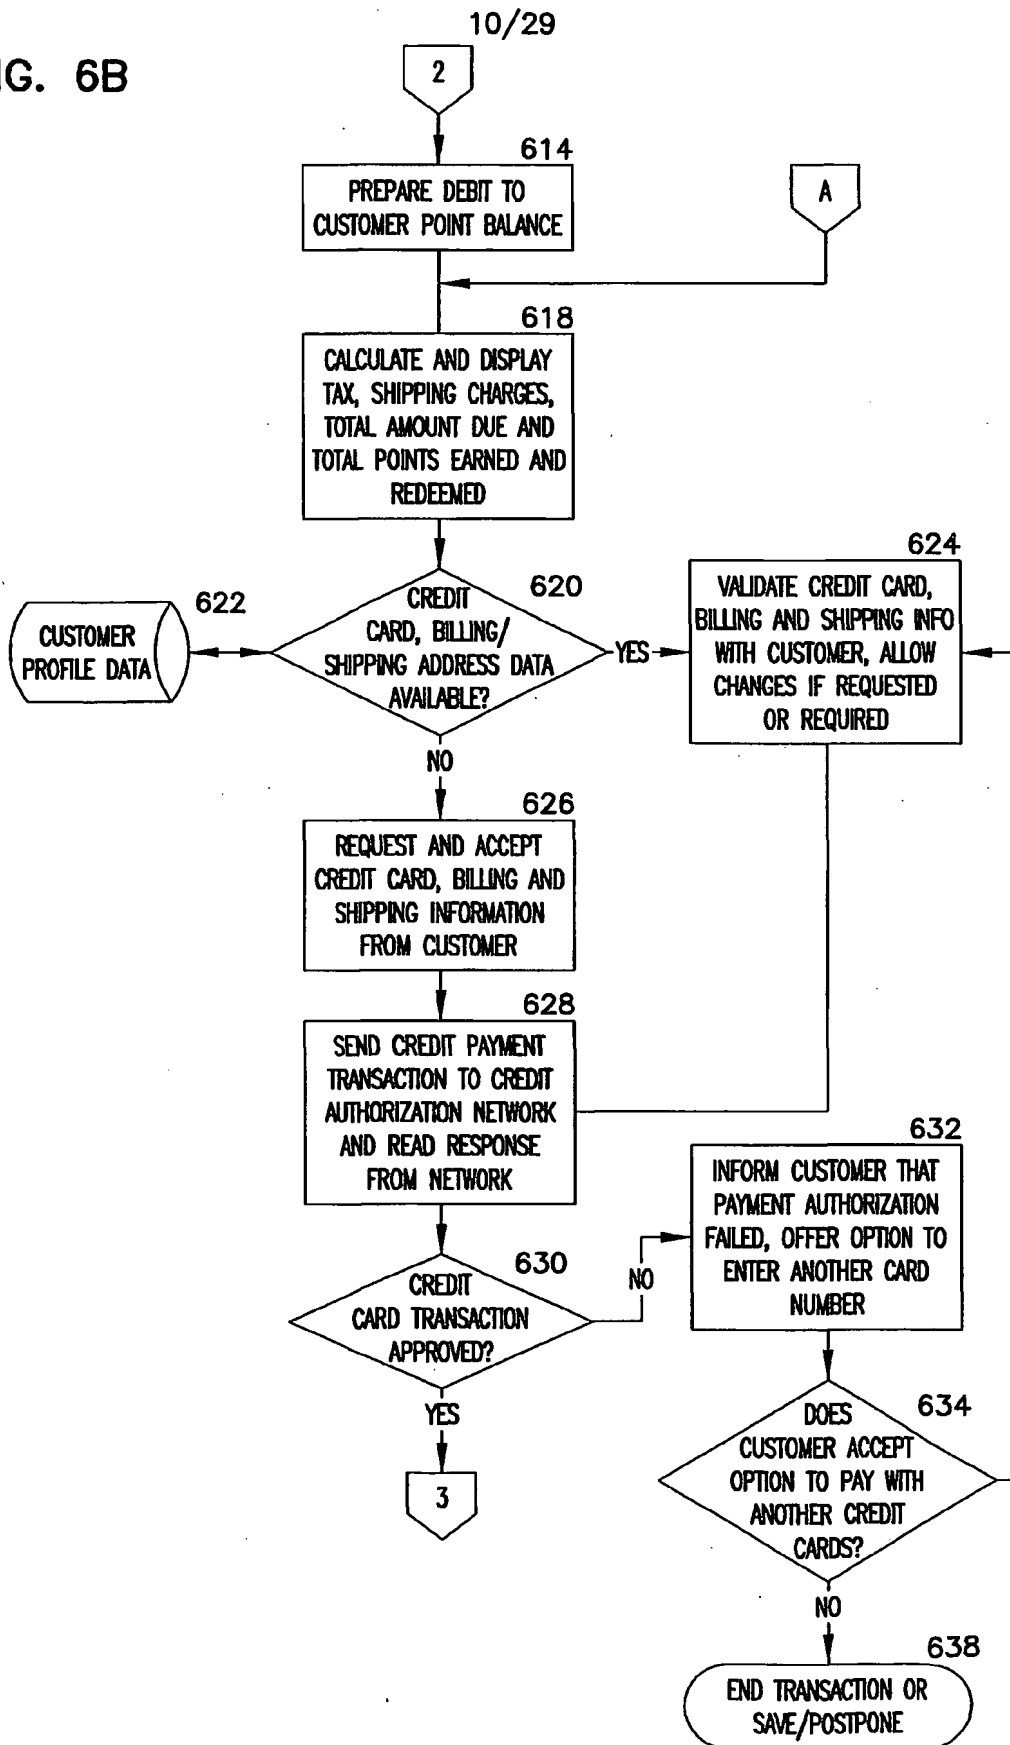 10/29
G. 6B
2
614
PREPARE DEBIT TO
CUSTOMER POINT BALANCE
A
618
CALCULATE AND DISPLAY
TAX, SHIPPING CHARGES,
TOTAL AMOUNT DUE AND
TOTAL POINTS EARNED AND
REDEEMED
620
CREDIT
CARD, BILLING/
SHIPPING ADDRESS DATA
AVAILABLE?
622
CUSTOMER
PROFILE DATA
YES
624
VALIDATE CREDIT CARD,
BILLING AND SHIPPING INFO
WITH CUSTOMER, ALLOW
CHANGES IF REQUESTED
OR REQUIRED
NO
626
REQUEST AND ACCEPT
CREDIT CARD, BILLING AND
SHIPPING INFORMATION
FROM CUSTOMER
628
SEND CREDIT PAYMENT
TRANSACTION TO CREDIT
AUTHORIZATION NETWORK
AND READ RESPONSE
FROM NETWORK
630
CREDIT
CARD TRANSACTION
APPROVED?
NO
632
INFORM CUSTOMER THAT
PAYMENT AUTHORIZATION
FAILED, OFFER OPTION TO
ENTER ANOTHER CARD
NUMBER
YES
3
634
DOES
CUSTOMER ACCEPT
OPTION TO PAY WITH
ANOTHER CREDIT
CARDS?
NO
638
END TRANSACTION OR
SAVE/POSTPONE